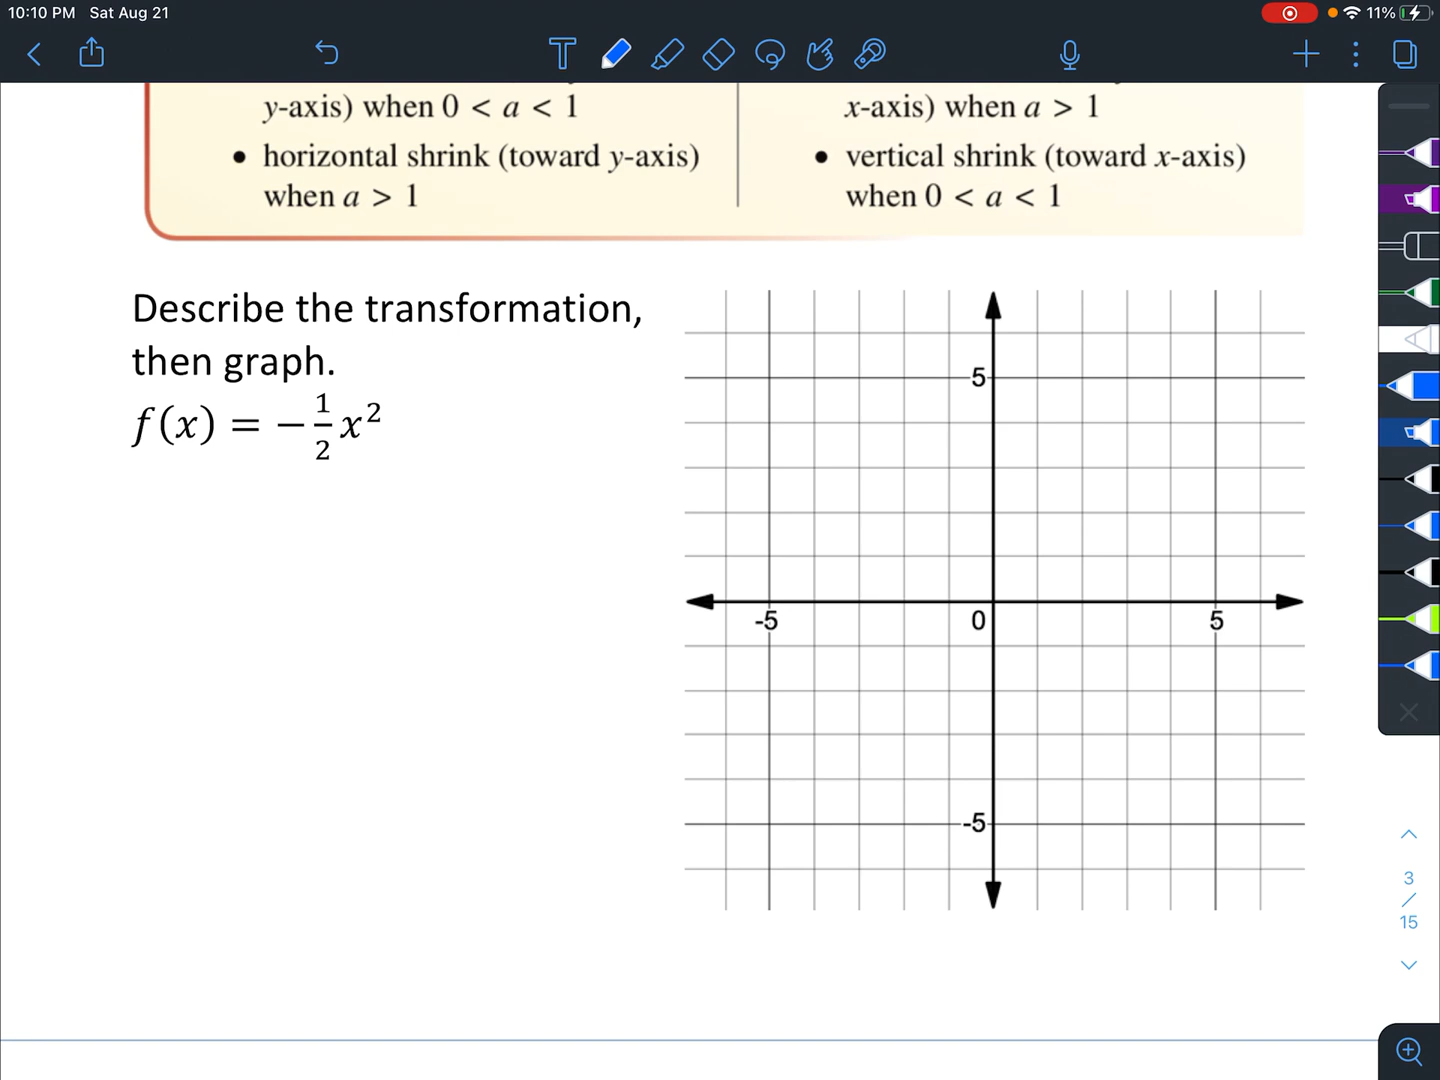 10:10 PM Sat Aug 21 11%
y-axis) when 0 < a < 1
x-axis) when a > 1
• horizontal shrink (toward y-axis)
when a > 1
• vertical shrink (toward x-axis)
when 0 < a < 1
Describe the transformation,
then graph.
f(x) = −1/2 x²
5
-5 0 5
-5
3
/
15